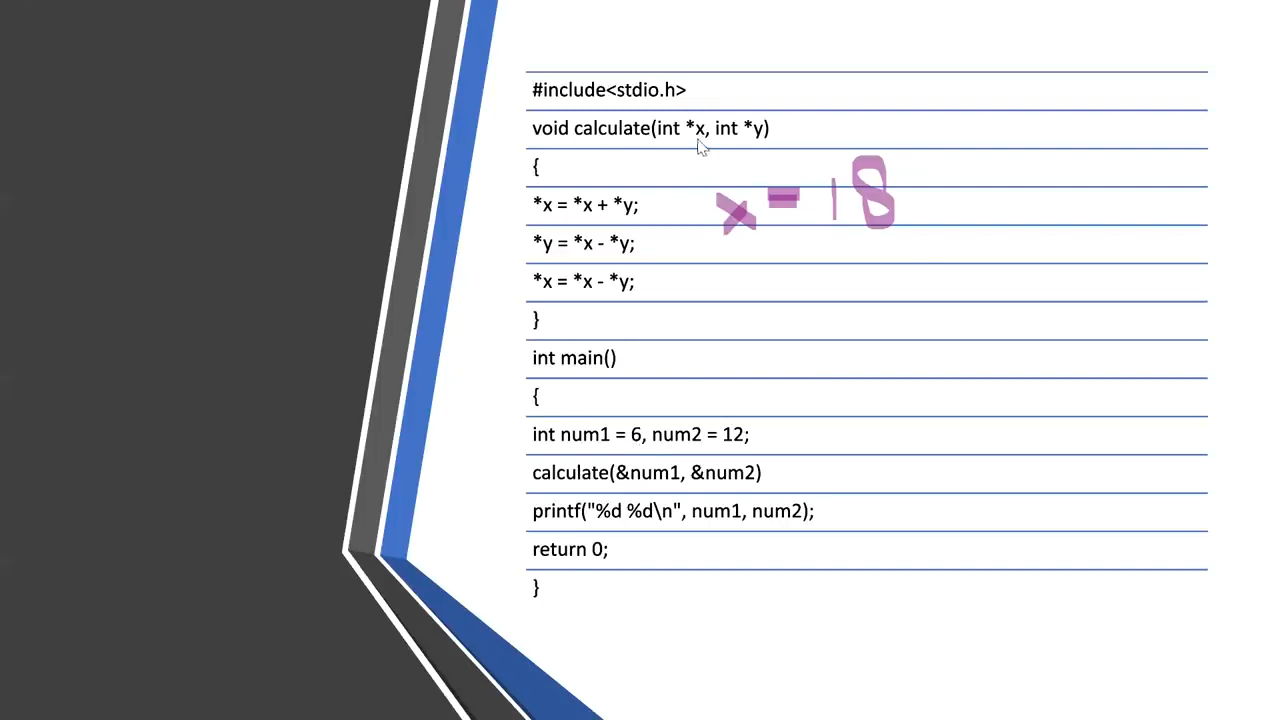 #include<stdio.h>
void calculate(int *x, int *y)
{
*x = *x + *y;
x = 18
*y = *x - *y;
*x = *x - *y;
}
int main()
{
int num1 = 6, num2 = 12;
calculate(&num1, &num2)
printf("%d %d\n", num1, num2);
return 0;
}